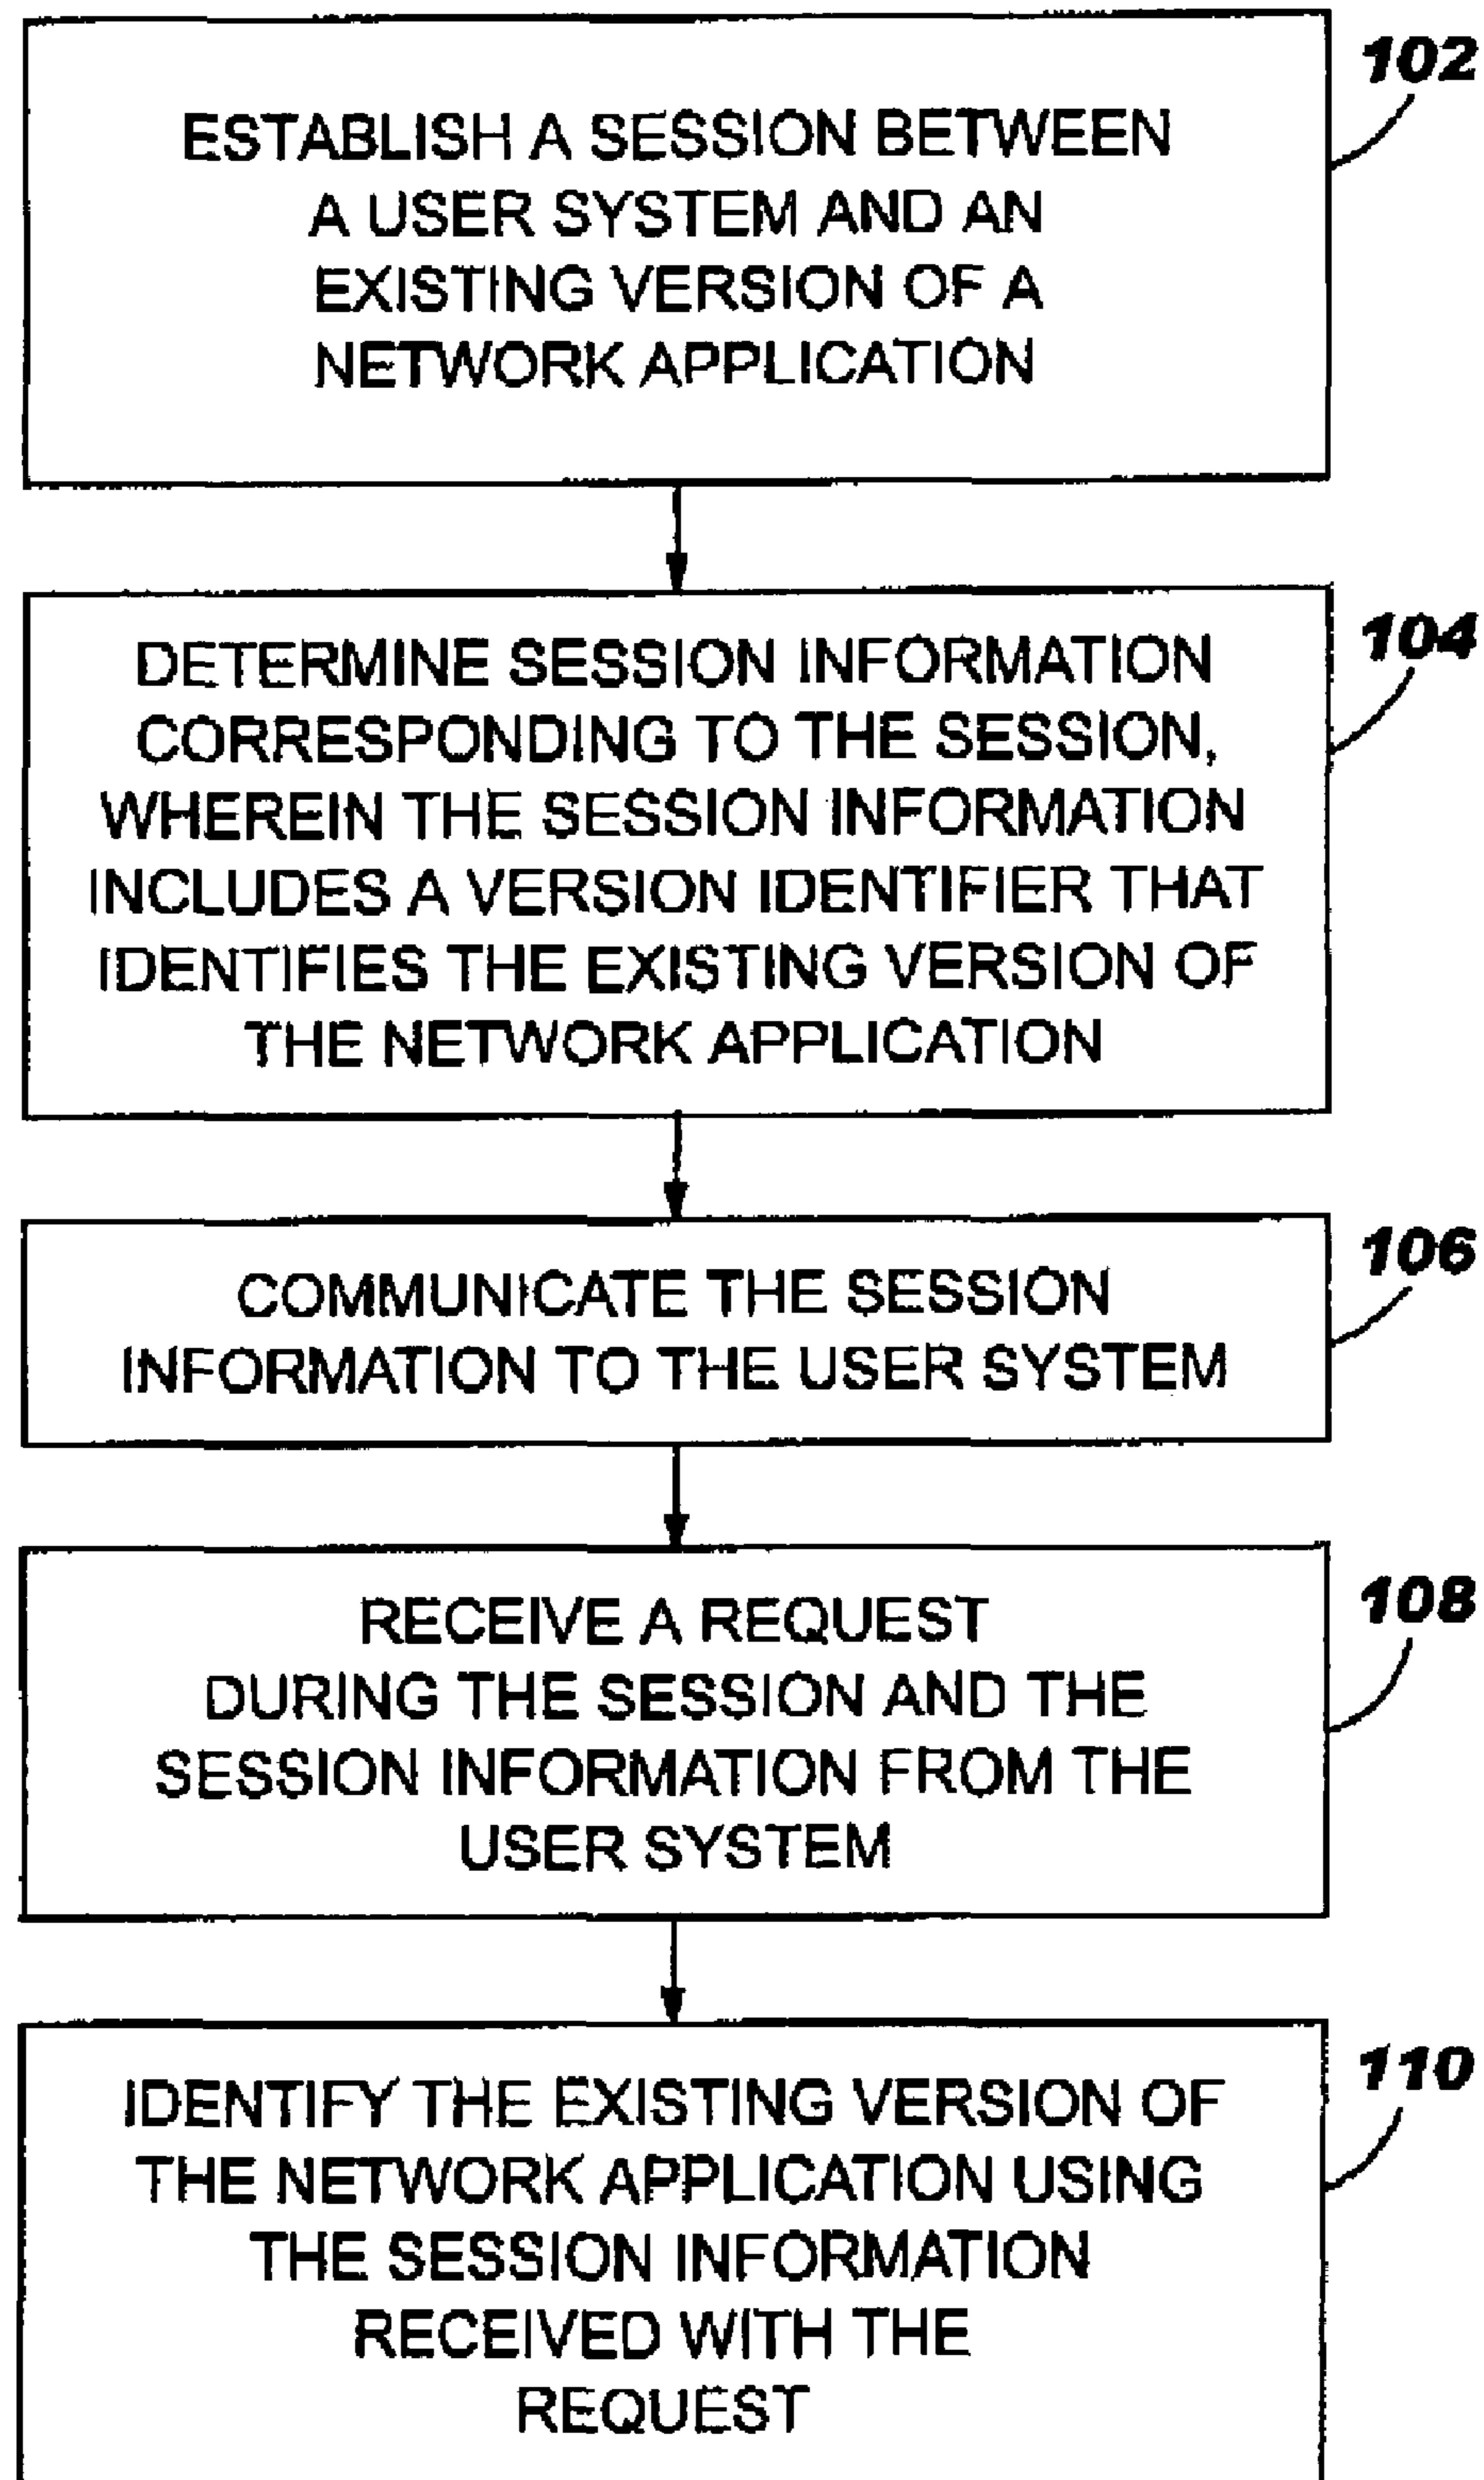 102
ESTABLISH A SESSION BETWEEN
A USER SYSTEM AND AN
EXISTING VERSION OF A
NETWORK APPLICATION
104
DETERMINE SESSION INFORMATION
CORRESPONDING TO THE SESSION,
WHEREIN THE SESSION INFORMATION
INCLUDES A VERSION IDENTIFIER THAT
IDENTIFIES THE EXISTING VERSION OF
THE NETWORK APPLICATION
106
COMMUNICATE THE SESSION
INFORMATION TO THE USER SYSTEM
108
RECEIVE A REQUEST
DURING THE SESSION AND THE
SESSION INFORMATION FROM THE
USER SYSTEM
110
IDENTIFY THE EXISTING VERSION OF
THE NETWORK APPLICATION USING
THE SESSION INFORMATION
RECEIVED WITH THE
REQUEST